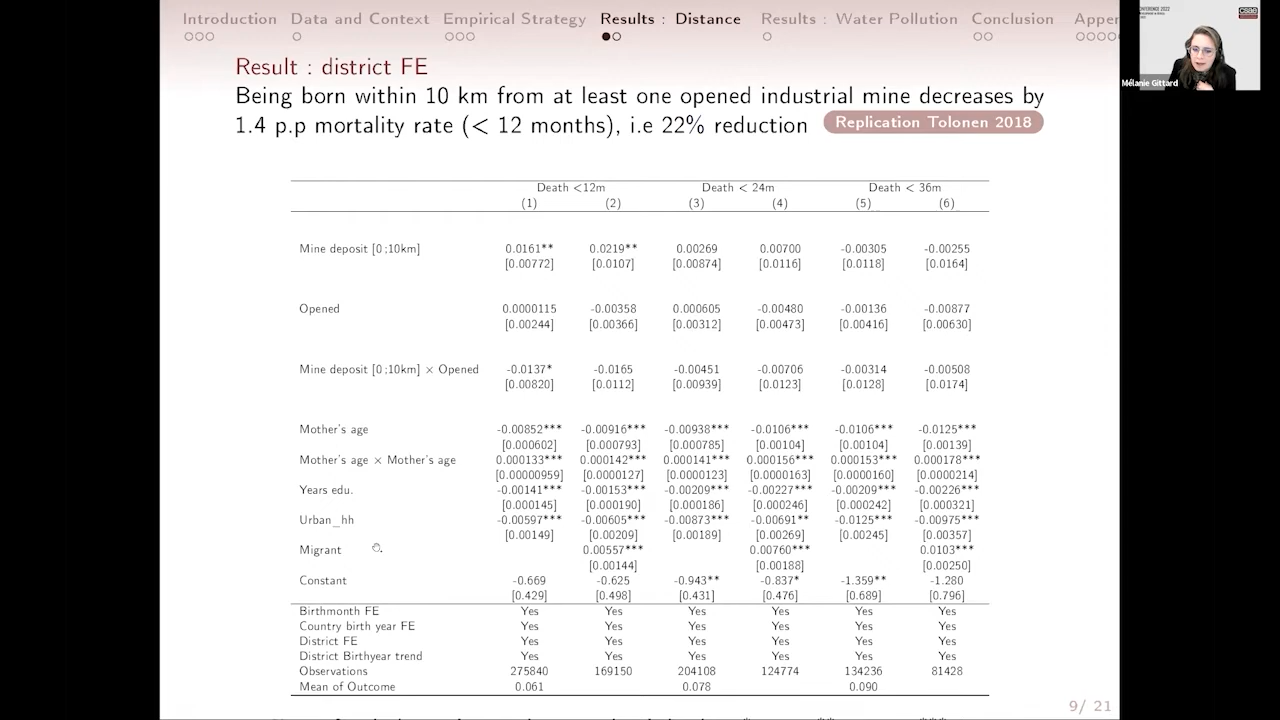 Introduction Data and Context Empirical Strategy Results : Distance Results : Water Pollution Conclusion Appen
CONFERENCE 2022
csae
Mélanie Gittard
Result : district FE
Being born within 10 km from at least one opened industrial mine decreases by
1.4 p.p mortality rate (< 12 months), i.e 22% reduction Replication Tolonen 2018
Death <12m Death < 24m Death < 36m
(1) (2) (3) (4) (5) (6)
Mine deposit [0 ;10km] 0.0161** 0.0219** 0.00269 0.00700 -0.00305 -0.00255
[0.00772] [0.0107] [0.00874] [0.0116] [0.0118] [0.0164]
Opened 0.0000115 -0.00358 0.000605 -0.00480 -0.00136 -0.00877
[0.00244] [0.00366] [0.00312] [0.00473] [0.00416] [0.00630]
Mine deposit [0 ;10km] × Opened -0.0137* -0.0165 -0.00451 -0.00706 -0.00314 -0.00508
[0.00820] [0.0112] [0.00939] [0.0123] [0.0128] [0.0174]
Mother's age -0.00852*** -0.00916*** -0.00938*** -0.0106*** -0.0106*** -0.0125***
[0.000602] [0.000793] [0.000785] [0.00104] [0.00104] [0.00139]
Mother's age × Mother's age 0.000133*** 0.000142*** 0.000141*** 0.000156*** 0.000153*** 0.000178***
[0.00000959] [0.0000127] [0.0000123] [0.0000163] [0.0000160] [0.0000214]
Years edu. -0.00141*** -0.00153*** -0.00209*** -0.00227*** -0.00209*** -0.00226***
[0.000145] [0.000190] [0.000186] [0.000246] [0.000242] [0.000321]
Urban_hh -0.00597*** -0.00605*** -0.00873*** -0.00691** -0.0125*** -0.00975***
[0.00149] [0.00209] [0.00189] [0.00269] [0.00245] [0.00357]
Migrant 0.00557*** 0.00760*** 0.0103***
[0.00144] [0.00188] [0.00250]
Constant -0.669 -0.625 -0.943** -0.837* -1.359** -1.280
[0.429] [0.498] [0.431] [0.476] [0.689] [0.796]
Birthmonth FE Yes Yes Yes Yes Yes Yes
Country birth year FE Yes Yes Yes Yes Yes Yes
District FE Yes Yes Yes Yes Yes Yes
District Birthyear trend Yes Yes Yes Yes Yes Yes
Observations 275840 169150 204108 124774 134236 81428
Mean of Outcome 0.061 0.078 0.090
9/ 21